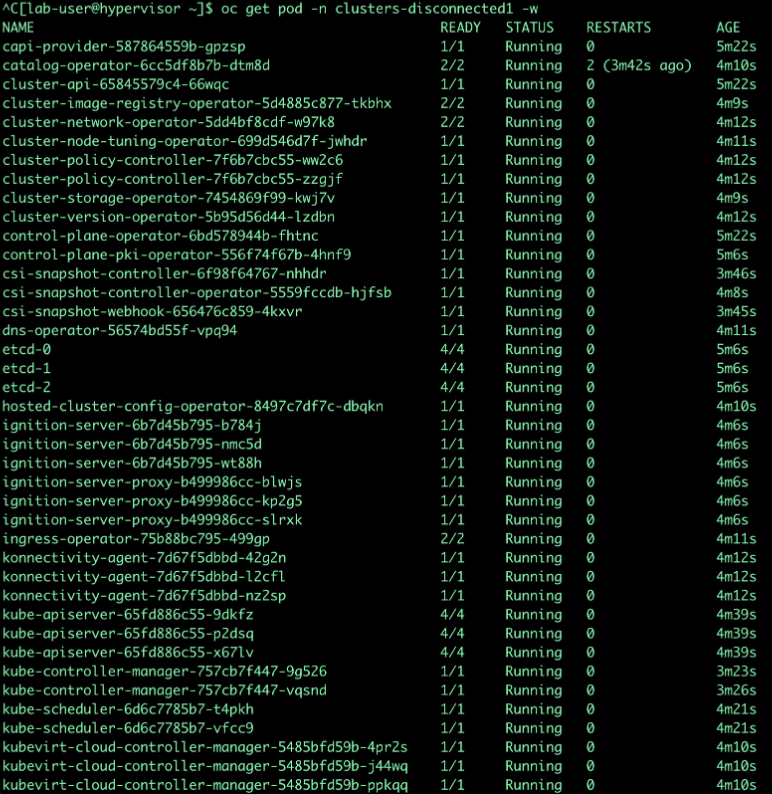 ^C[lab-user@hypervisor ~]$ oc get pod -n clusters-disconnected1 -w
NAME READY STATUS RESTARTS AGE
capi-provider-587864559b-gpzsp 1/1 Running 0 5m22s
catalog-operator-6cc5df8b7b-dtm8d 2/2 Running 2 (3m42s ago) 4m10s
cluster-api-65845579c4-66wqc 1/1 Running 0 5m22s
cluster-image-registry-operator-5d4885c877-tkbhx 2/2 Running 0 4m9s
cluster-network-operator-5dd4bf8cdf-w97k8 2/2 Running 0 4m12s
cluster-node-tuning-operator-699d546d7f-jwhdr 1/1 Running 0 4m11s
cluster-policy-controller-7f6b7cbc55-ww2c6 1/1 Running 0 4m12s
cluster-policy-controller-7f6b7cbc55-zzgjf 1/1 Running 0 4m12s
cluster-storage-operator-7454869f99-kwj7v 1/1 Running 0 4m9s
cluster-version-operator-5b95d56d44-lzdbn 1/1 Running 0 4m12s
control-plane-operator-6bd578944b-fhtnc 1/1 Running 0 5m22s
control-plane-pki-operator-556f74f67b-4hnf9 1/1 Running 0 5m6s
csi-snapshot-controller-6f98f64767-nhhdr 1/1 Running 0 3m46s
csi-snapshot-controller-operator-5559fccdb-hjfsb 1/1 Running 0 4m8s
csi-snapshot-webhook-656476c859-4kxvr 1/1 Running 0 3m45s
dns-operator-56574bd55f-vpq94 1/1 Running 0 4m11s
etcd-0 4/4 Running 0 5m6s
etcd-1 4/4 Running 0 5m6s
etcd-2 4/4 Running 0 5m6s
hosted-cluster-config-operator-8497c7df7c-dbqkn 1/1 Running 0 4m10s
ignition-server-6b7d45b795-b784j 1/1 Running 0 4m6s
ignition-server-6b7d45b795-nmc5d 1/1 Running 0 4m6s
ignition-server-6b7d45b795-wt88h 1/1 Running 0 4m6s
ignition-server-proxy-b499986cc-blwjs 1/1 Running 0 4m6s
ignition-server-proxy-b499986cc-kp2g5 1/1 Running 0 4m6s
ignition-server-proxy-b499986cc-slrxk 1/1 Running 0 4m6s
ingress-operator-75b88bc795-499gp 2/2 Running 0 4m11s
konnectivity-agent-7d67f5dbbd-42g2n 1/1 Running 0 4m12s
konnectivity-agent-7d67f5dbbd-l2cfl 1/1 Running 0 4m12s
konnectivity-agent-7d67f5dbbd-nz2sp 1/1 Running 0 4m12s
kube-apiserver-65fd886c55-9dkfz 4/4 Running 0 4m39s
kube-apiserver-65fd886c55-p2dsq 4/4 Running 0 4m39s
kube-apiserver-65fd886c55-x67lv 4/4 Running 0 4m39s
kube-controller-manager-757cb7f447-9g526 1/1 Running 0 3m23s
kube-controller-manager-757cb7f447-vqsnd 1/1 Running 0 3m26s
kube-scheduler-6d6c7785b7-t4pkh 1/1 Running 0 4m21s
kube-scheduler-6d6c7785b7-vfcc9 1/1 Running 0 4m21s
kubevirt-cloud-controller-manager-5485bfd59b-4pr2s 1/1 Running 0 4m10s
kubevirt-cloud-controller-manager-5485bfd59b-j44wq 1/1 Running 0 4m10s
kubevirt-cloud-controller-manager-5485bfd59b-ppkqq 1/1 Running 0 4m10s